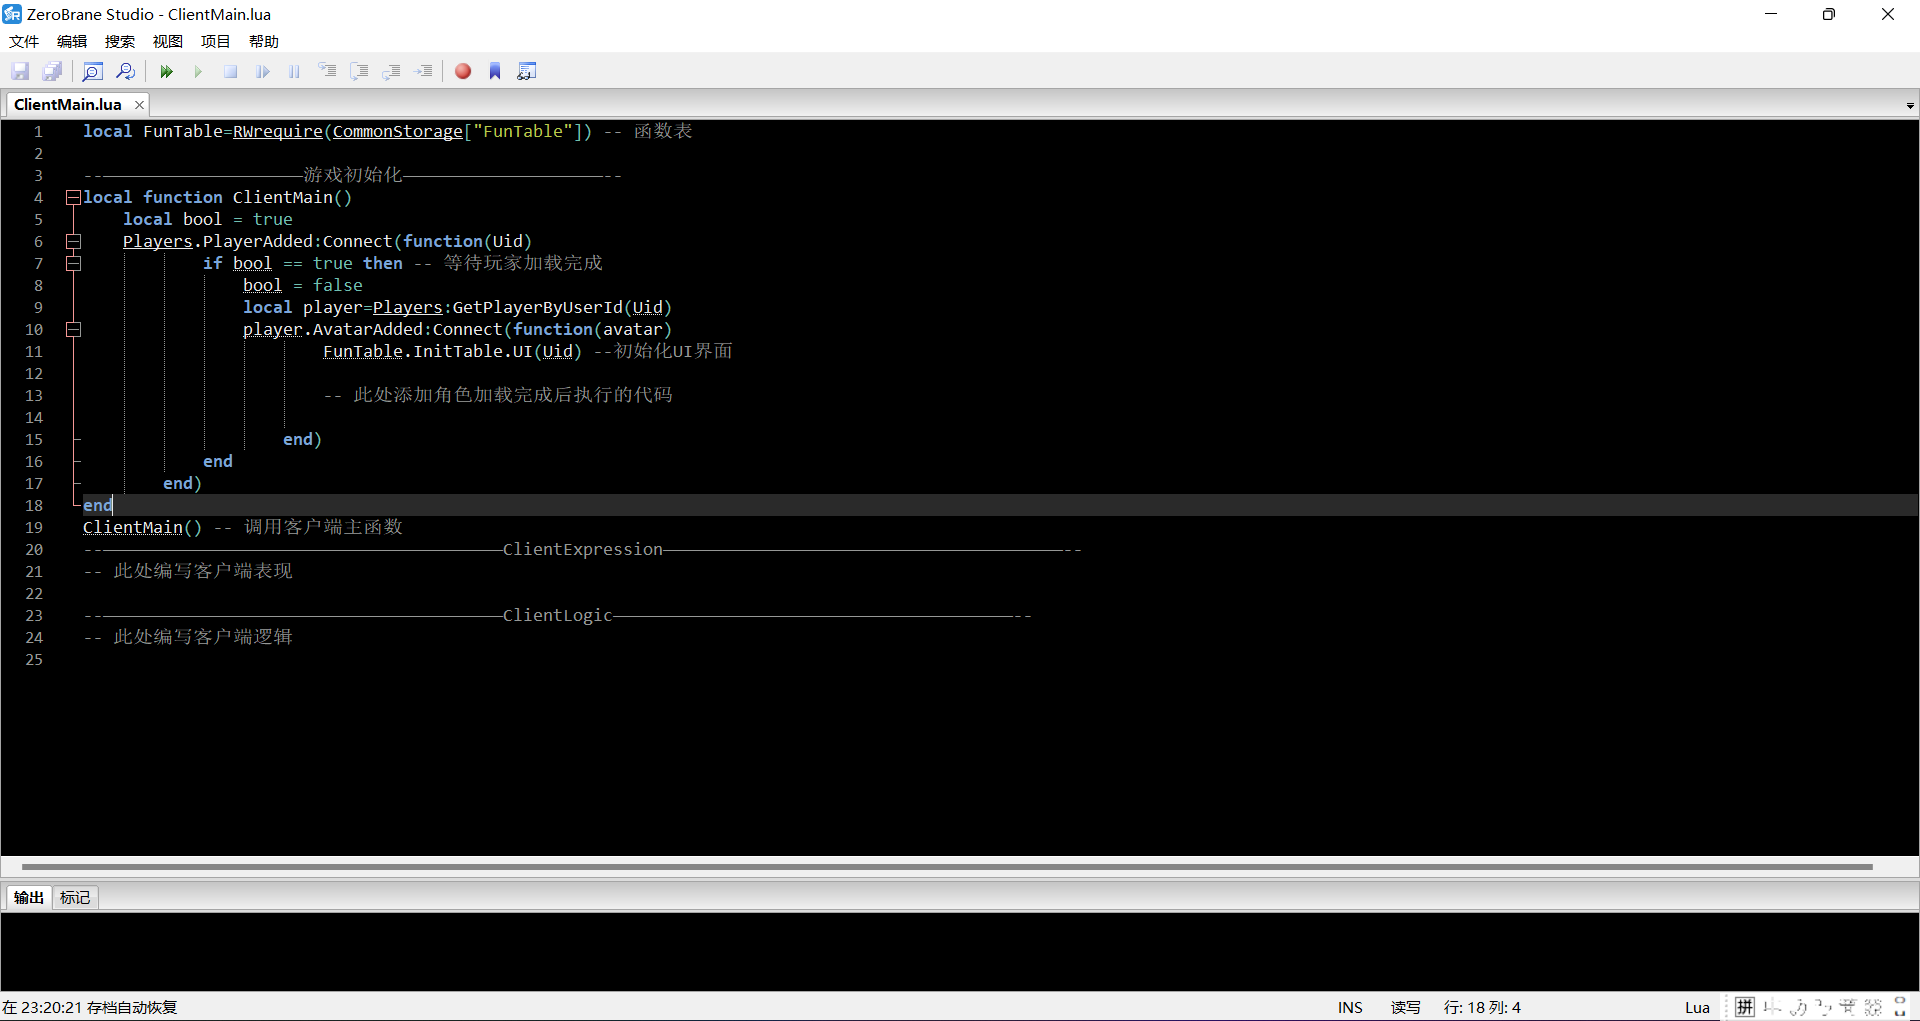 ZeroBrane Studio - ClientMain.lua
文件 编辑 搜索 视图 项目 帮助
ClientMain.lua
1 local FunTable=RWrequire(CommonStorage["FunTable"]) -- 函数表
2
3 --————————————————————游戏初始化————————————————————--
4 local function ClientMain()
5 local bool = true
6 Players.PlayerAdded:Connect(function(Uid)
7 if bool == true then -- 等待玩家加载完成
8 bool = false
9 local player=Players:GetPlayerByUserId(Uid)
10 player.AvatarAdded:Connect(function(avatar)
11 FunTable.InitTable.UI(Uid) --初始化UI界面
12
13 -- 此处添加角色加载完成后执行的代码
14
15 end)
16 end
17 end)
18 end
19 ClientMain() -- 调用客户端主函数
20 --————————————————————ClientExpression————————————————————--
21 -- 此处编写客户端表现
22
23 --————————————————————ClientLogic————————————————————--
24 -- 此处编写客户端逻辑
25
输出 标记
在 23:20:21 存档自动恢复 INS 读写 行: 18 列: 4 Lua 拼